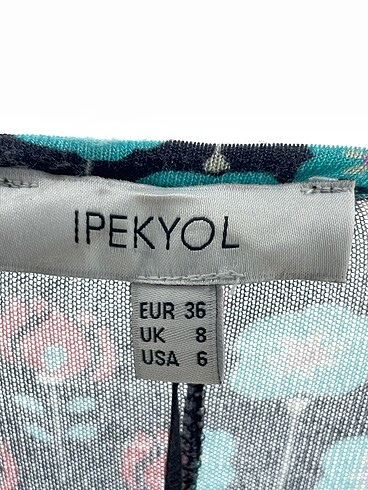 IPEKYOL
EUR 36
UK 8
USA 6